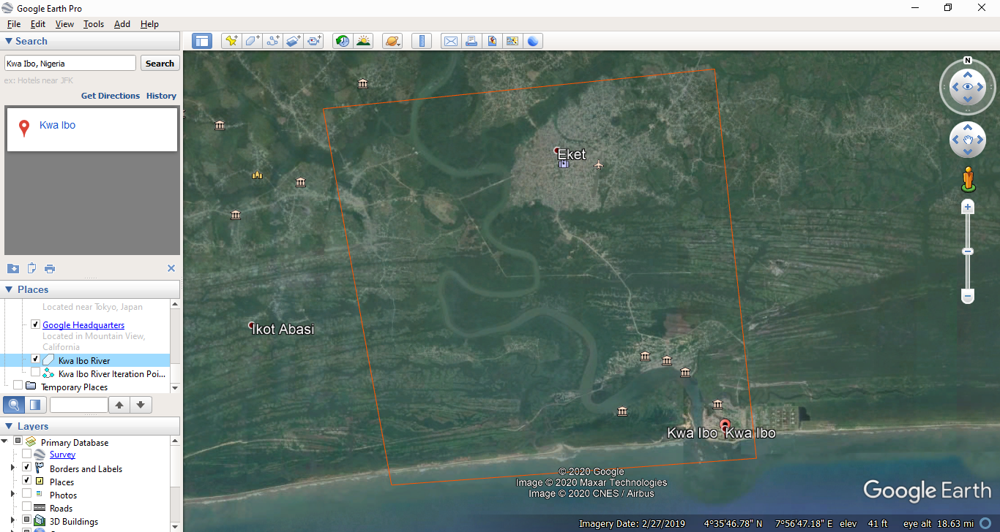 Google Earth Pro
File Edit View Tools Add Help
Search
Kwa Ibo, Nigeria
Search
ex: Hotels near JFK
Get Directions History
Kwa Ibo
Places
Located near Tokyo, Japan
Google Headquarters
Located in Mountain View,
California
Kwa Ibo River
Kwa Ibo River Iteration Poi...
Temporary Places
Layers
Primary Database
Survey
Borders and Labels
Places
Photos
Roads
3D Buildings
N
Eket
Ikot Abasi
Kwa Ibo
Kwa Ibo
© 2020 Google
Image © 2020 Maxar Technologies
Image © 2020 CNES / Airbus
Google Earth
Imagery Date: 2/27/2019 4°35'46.78" N 7°56'47.18" E elev 41 ft eye alt 18.63 mi